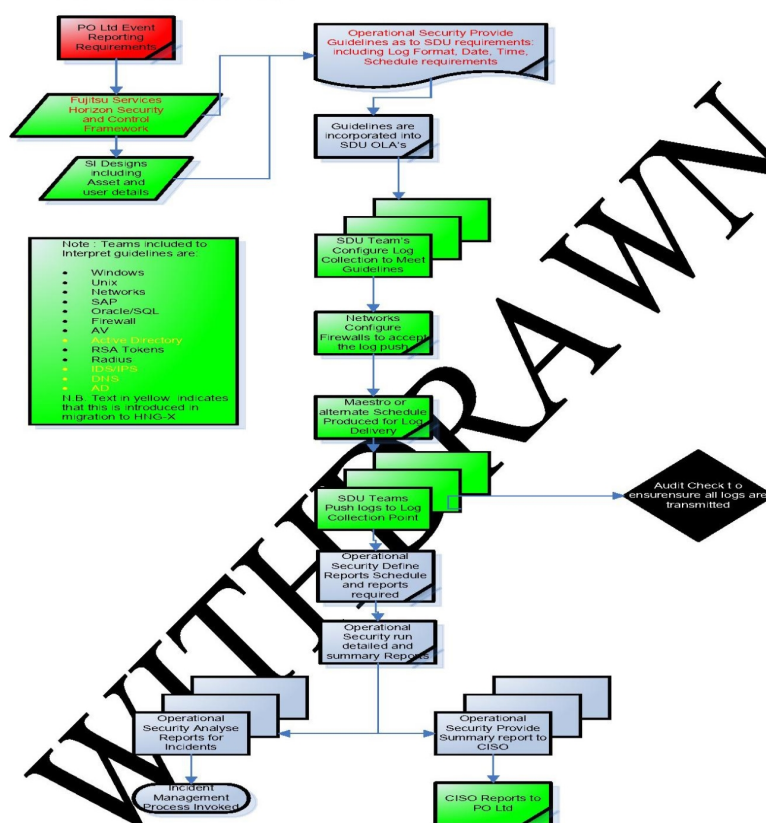 PO Ltd Event
Reporting
Requirements
Operational Security Provide
Guidelines as to SDU requirements:
including Log Format, Date, Time,
Schedule requirements
Fujitsu Services
Horizon Security
and Control
Framework
Guidelines are
incorporated into
SDU OLA's
SI Designs
including
Asset and
user details
Note : Teams included to
Interpret guidelines are:
• Windows
• Unix
• Networks
• SAP
• Oracle/SQL
• Firewall
• AV
• Active Directory
• RSA Tokens
• Radius
• IDS/IPS
• DNS
• AD
N.B. Text in yellow indicates
that this is introduced in
migration to HNG-X
SDU Team's
Configure Log
Collection to Meet
Guidelines
Networks
Configure
Firewalls to accept
the log push
Maestro or
alternate Schedule
Produced for Log
Delivery
SDU Teams
Push logs to Log
Collection Point
Audit Check t o
ensurensure all logs are
transmitted
Operational
Security Define
Reports Schedule
and reports
required
Operational
Security run
detailed and
summary Reports
Operational
Security Analyse
Reports for
Incidents
Operational
Security Provide
Summary report to
CISO
Incident
Management
Process Invoked
CISO Reports to
PO Ltd
WITHDRAWN